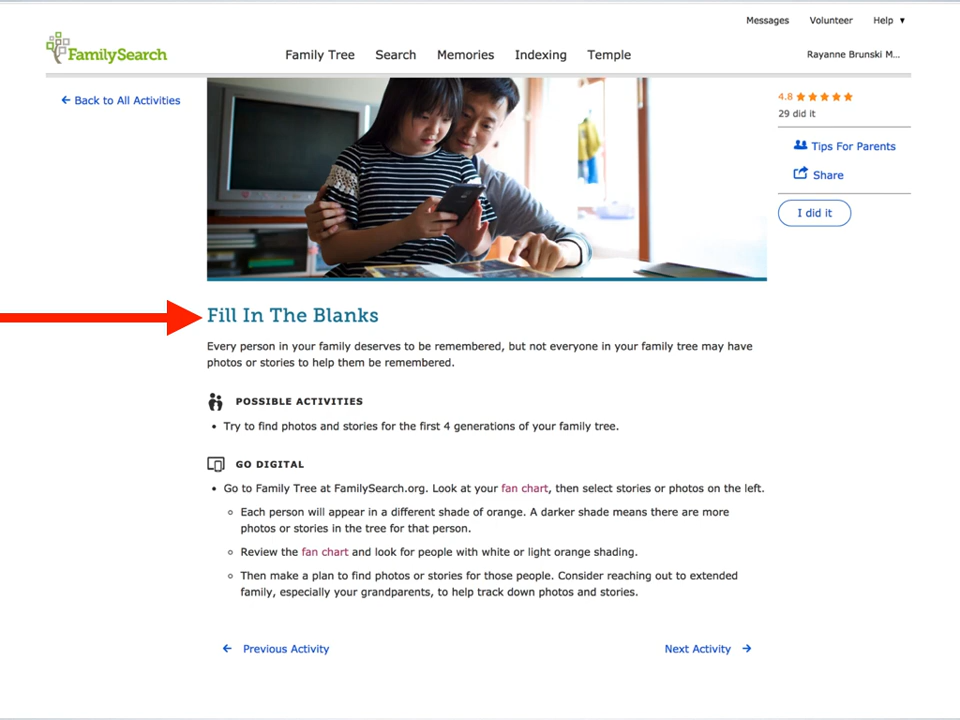 Messages Volunteer Help ▼
FamilySearch
Family Tree Search Memories Indexing Temple
Rayanne Brunski M...
← Back to All Activities
4.8 ★★★★★
29 did it
Tips For Parents
Share
I did it
Fill In The Blanks
Every person in your family deserves to be remembered, but not everyone in your family tree may have
photos or stories to help them be remembered.
POSSIBLE ACTIVITIES
• Try to find photos and stories for the first 4 generations of your family tree.
GO DIGITAL
• Go to Family Tree at FamilySearch.org. Look at your fan chart, then select stories or photos on the left.
◦ Each person will appear in a different shade of orange. A darker shade means there are more
photos or stories in the tree for that person.
◦ Review the fan chart and look for people with white or light orange shading.
◦ Then make a plan to find photos or stories for those people. Consider reaching out to extended
family, especially your grandparents, to help track down photos and stories.
← Previous Activity
Next Activity →